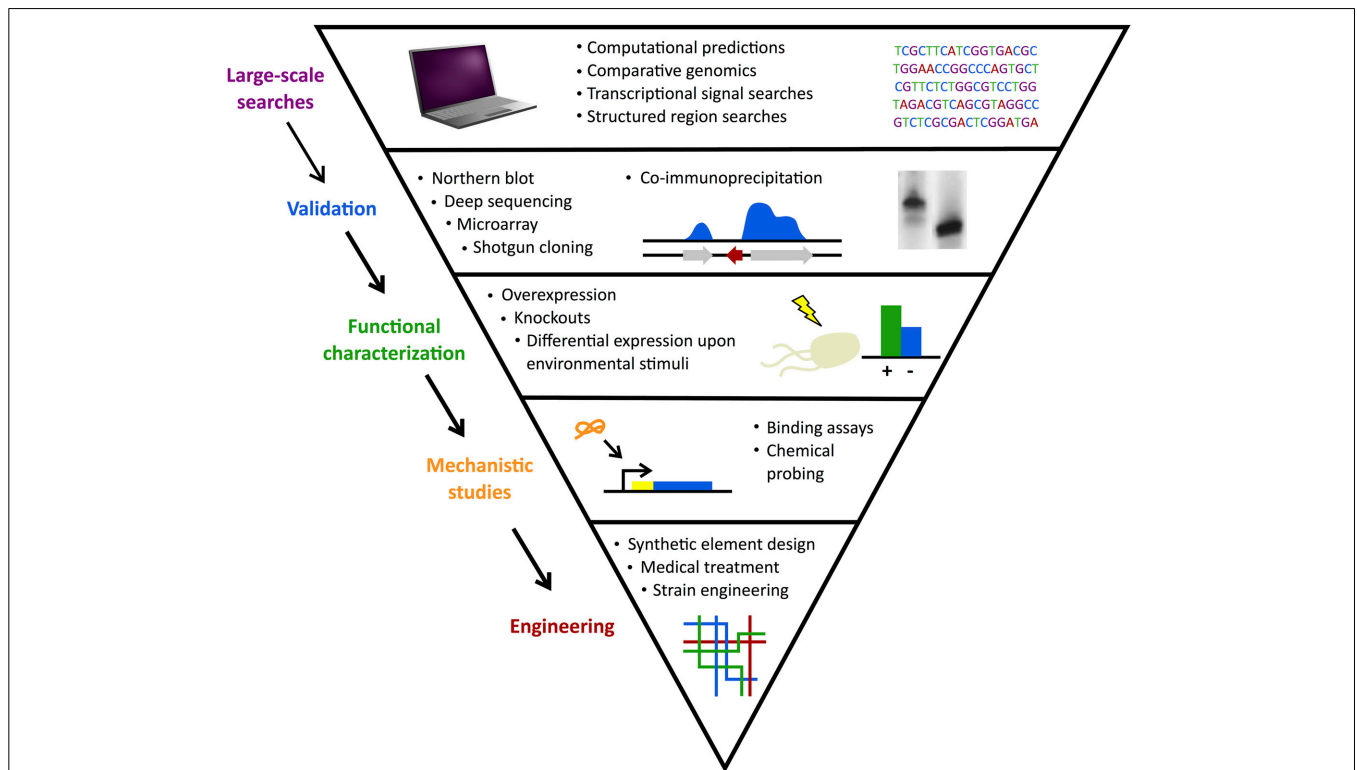 Large-scale
searches
• Computational predictions
• Comparative genomics
• Transcriptional signal searches
• Structured region searches
TCGCTTCATCGGTGACGC
TGGAACCGGCCCAGTGCT
CGTTCTCTGGCGTCCTGG
TAGACGTCAGCGTAGGCC
GTCTCGCGACTCGGATGA
Validation
• Northern blot
• Deep sequencing
• Microarray
• Shotgun cloning
• Co-immunoprecipitation
Functional
characterization
• Overexpression
• Knockouts
• Differential expression upon
environmental stimuli
+ -
Mechanistic
studies
• Binding assays
• Chemical
probing
Engineering
• Synthetic element design
• Medical treatment
• Strain engineering